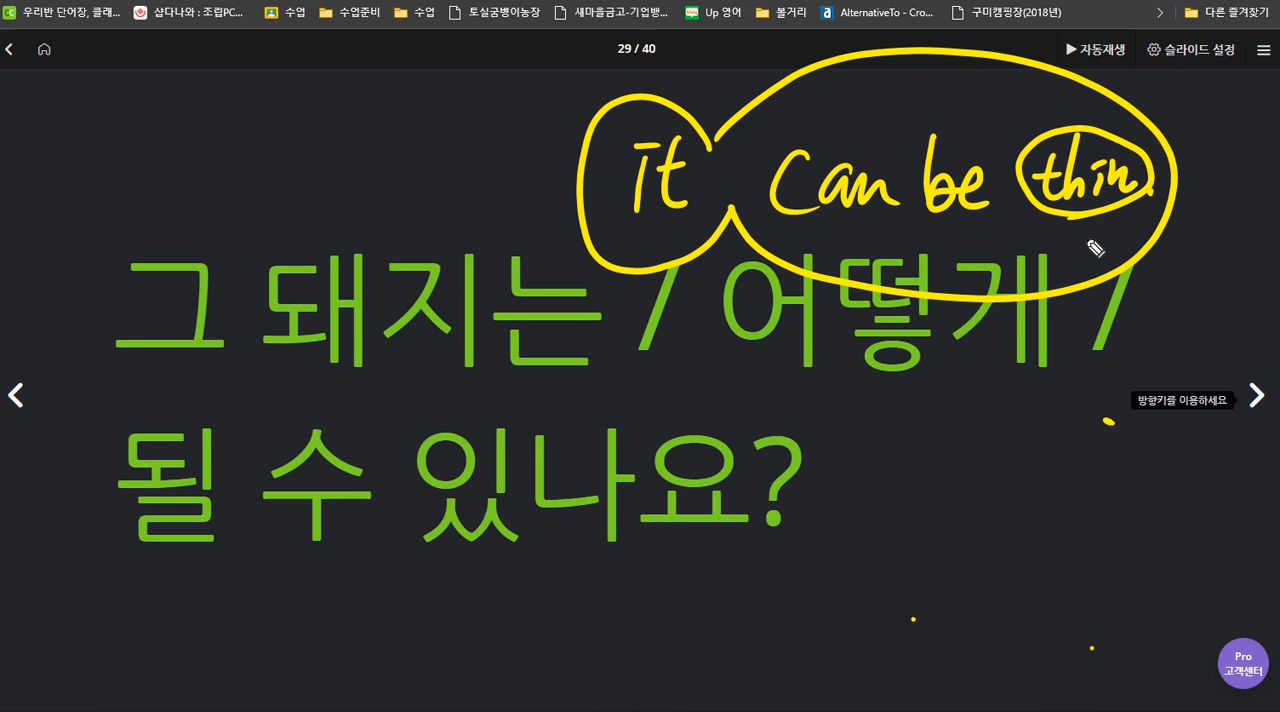 우리반 단어장, 클래... 샵다나와 : 조립PC... 수업 수업준비 수업 토실굼벵이농장 새마을금고-기업뱅... Up 영어 볼거리 AlternativeTo - Cro... 구미캠핑장(2018년) 다른 즐겨찾기
29 / 40 자동재생 슬라이드 설정
it can be thin
그 돼지는 / 어떻게 /
방향키를 이용하세요
될 수 있나요?
Pro
고객센터